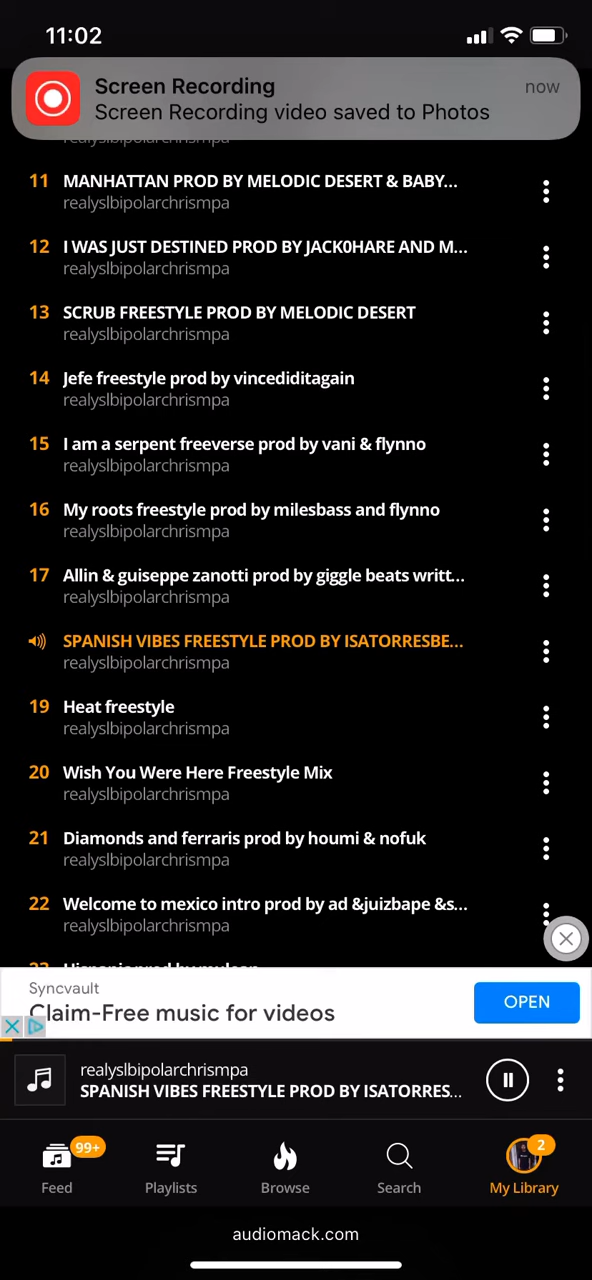 11:02
Screen Recording
now
Screen Recording video saved to Photos
realyslbipolarchrismpa
11 MANHATTAN PROD BY MELODIC DESERT & BABY...
realyslbipolarchrismpa
12 I WAS JUST DESTINED PROD BY JACK0HARE AND M...
realyslbipolarchrismpa
13 SCRUB FREESTYLE PROD BY MELODIC DESERT
realyslbipolarchrismpa
14 Jefe freestyle prod by vincediditagain
realyslbipolarchrismpa
15 I am a serpent freeverse prod by vani & flynno
realyslbipolarchrismpa
16 My roots freestyle prod by milesbass and flynno
realyslbipolarchrismpa
17 Allin & guiseppe zanotti prod by giggle beats writt...
realyslbipolarchrismpa
SPANISH VIBES FREESTYLE PROD BY ISATORRESBE...
realyslbipolarchrismpa
19 Heat freestyle
realyslbipolarchrismpa
20 Wish You Were Here Freestyle Mix
realyslbipolarchrismpa
21 Diamonds and ferraris prod by houmi & nofuk
realyslbipolarchrismpa
22 Welcome to mexico intro prod by ad &juizbape &s...
realyslbipolarchrismpa
Syncvault
Claim-Free music for videos
OPEN
realyslbipolarchrismpa
SPANISH VIBES FREESTYLE PROD BY ISATORRES...
99+
2
Feed Playlists Browse Search My Library
audiomack.com